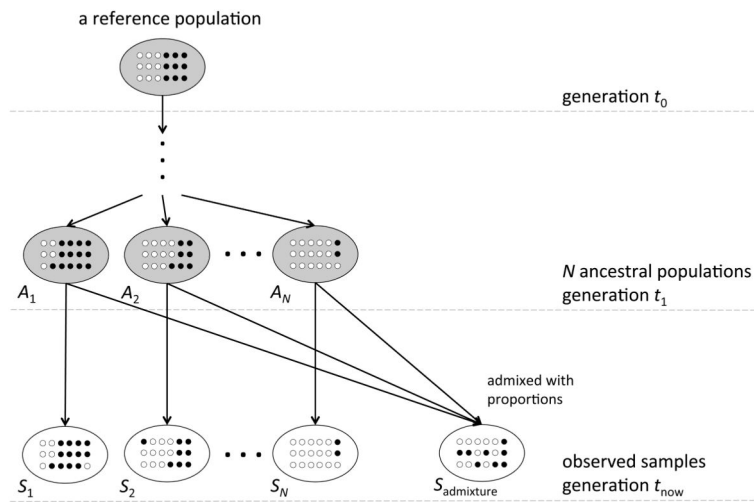 a reference population
generation t0
A1
A2
AN
N ancestral populations
generation t1
admixed with
proportions
S1
S2
SN
Sadmixture
observed samples
generation tnow